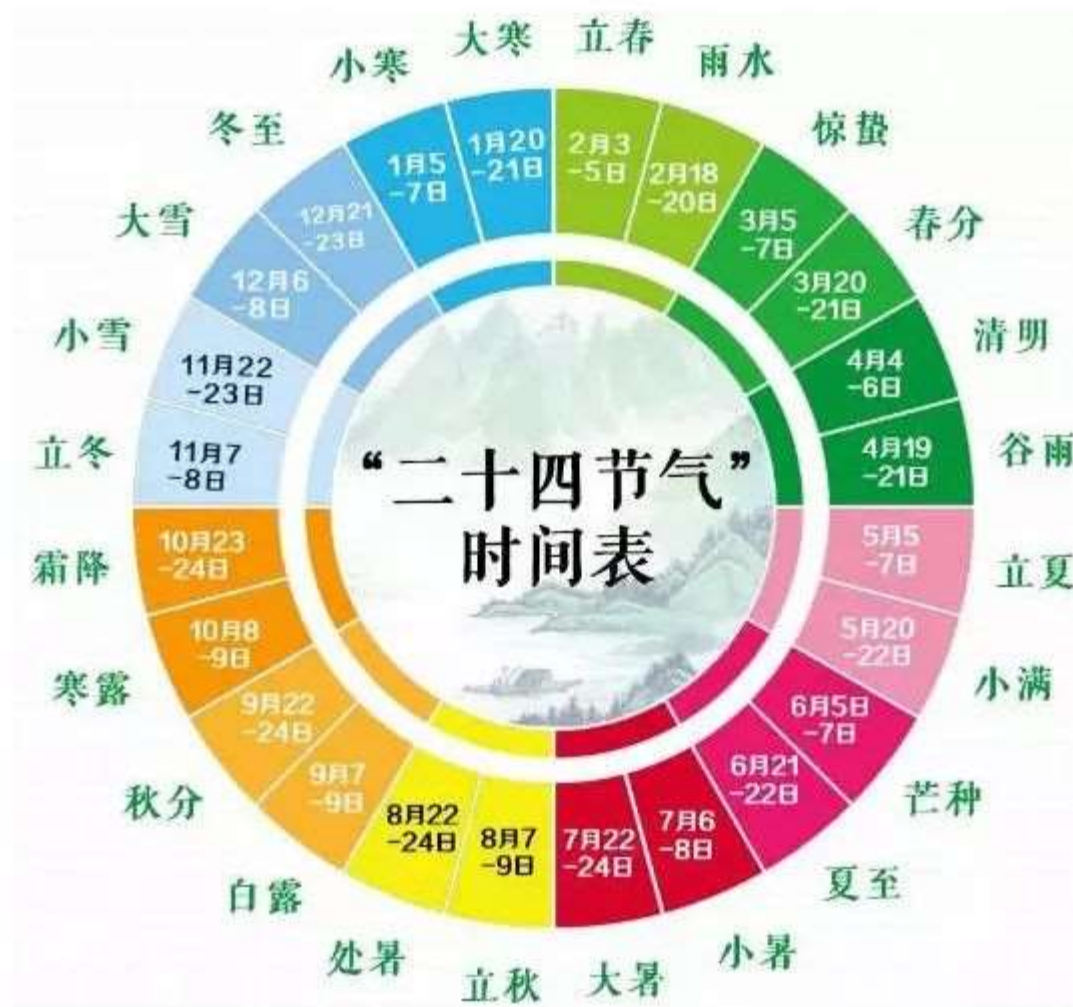 “二十四节气”
时间表
立春
2月3
-5日
雨水
2月18
-20日
惊蛰
3月5
-7日
春分
3月20
-21日
清明
4月4
-6日
谷雨
4月19
-21日
立夏
5月5
-7日
小满
5月20
-22日
芒种
6月5日
-7日
夏至
6月21
-22日
小暑
7月6
-8日
大暑
7月22
-24日
立秋
8月7
-9日
处暑
8月22
-24日
白露
9月7
-9日
秋分
9月22
-24日
寒露
10月8
-9日
霜降
10月23
-24日
立冬
11月7
-8日
小雪
11月22
-23日
大雪
12月6
-8日
冬至
12月21
-23日
小寒
1月5
-7日
大寒
1月20
-21日